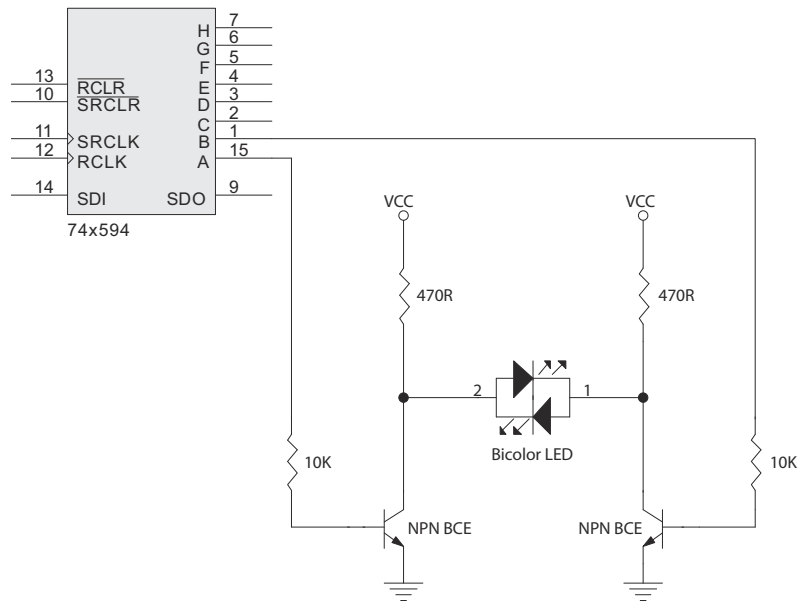 7
H
6
G
5
F
13
4
RCLR
E
10
3
SRCLR
D
2
C
11
1
SRCLK
B
12
15
RCLK
A
14
9
SDI
SDO
74x594
VCC
VCC
470R
470R
2
1
Bicolor LED
10K
10K
NPN BCE
NPN BCE